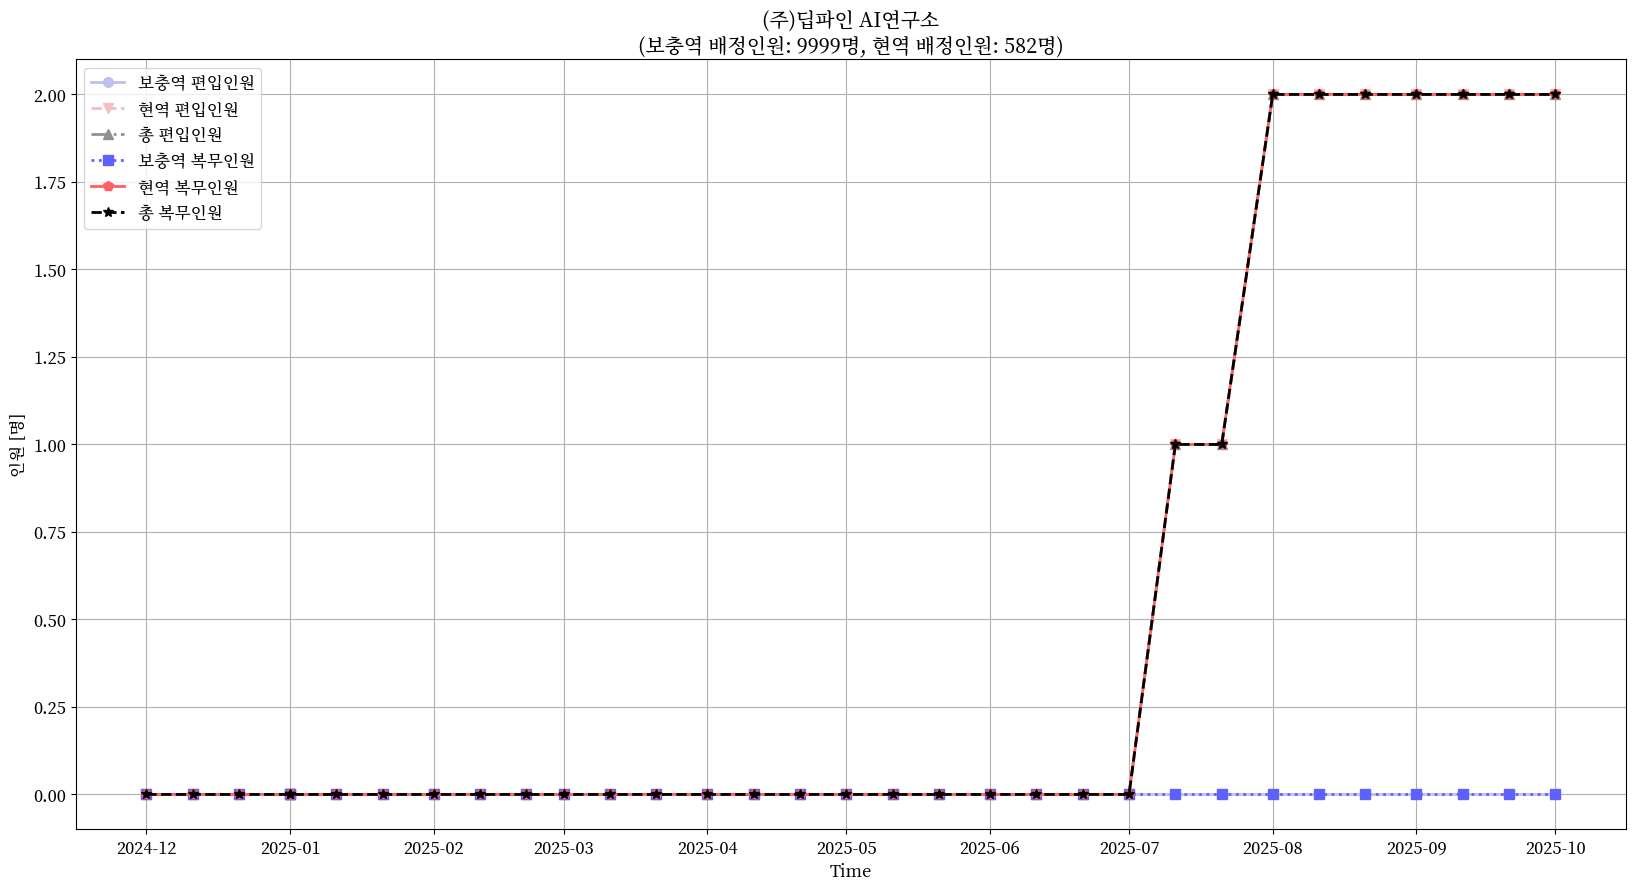 (주)딥파인 AI연구소
(보충역 배정인원: 9999명, 현역 배정인원: 582명)
보충역 편입인원
현역 편입인원
총 편입인원
보충역 복무인원
현역 복무인원
총 복무인원
인원 [명]
2.00
1.75
1.50
1.25
1.00
0.75
0.50
0.25
0.00
2024-12 2025-01 2025-02 2025-03 2025-04 2025-05 2025-06 2025-07 2025-08 2025-09 2025-10
Time